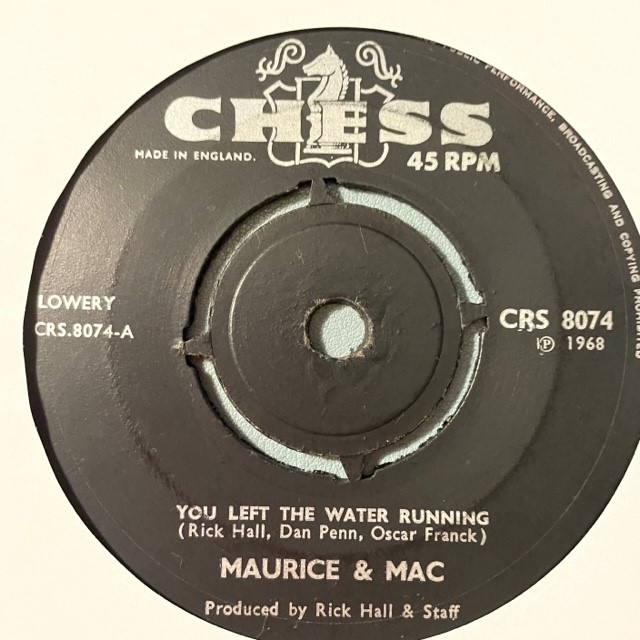 PUBLIC PERFORMANCE, BROADCASTING AND COPYING PROHIBITED
CHESS
MADE IN ENGLAND.
45 RPM
LOWERY
CRS.8074-A
CRS 8074
℗ 1968
YOU LEFT THE WATER RUNNING
(Rick Hall, Dan Penn, Oscar Franck)
MAURICE & MAC
Produced by Rick Hall & Staff